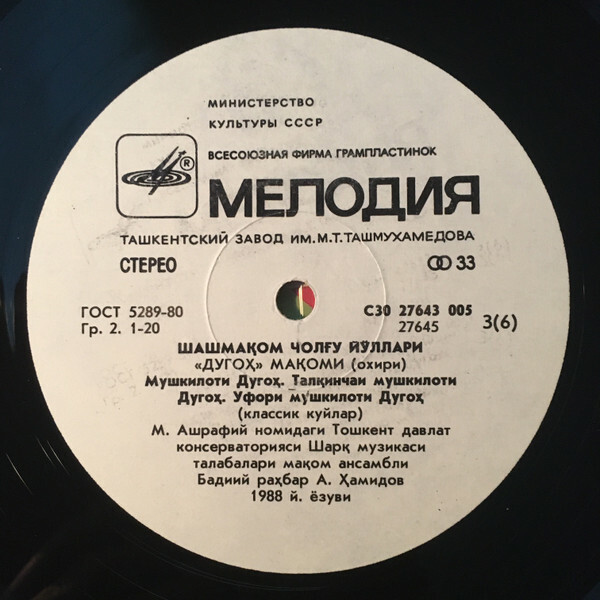 МИНИСТЕРСТВО
КУЛЬТУРЫ СССР
ВСЕСОЮЗНАЯ ФИРМА ГРАМПЛАСТИНОК
®
МЕЛОДИЯ
ТАШКЕНТСКИЙ ЗАВОД ИМ.М.Т.ТАШМУХАМЕДОВА
СТЕРЕО
33
ГОСТ 5289-80
Гр. 2. 1-20
С30 27643 005
27645
3(6)
ШАШМАҚОМ ЧОЛҒУ ЙЎЛЛАРИ
«ДУГОҲ» МАҚОМИ (охири)
Мушкилоти Дугоҳ. Талқинчаи мушкилоти
Дугоҳ. Уфори мушкилоти Дугоҳ
(классик куйлар)
М. Ашрафий номидаги Тошкент давлат
консерваторияси Шарқ музикаси
талабалари мақом ансамбли
Бадиий раҳбар А. Ҳамидов
1988 й. ёзуви